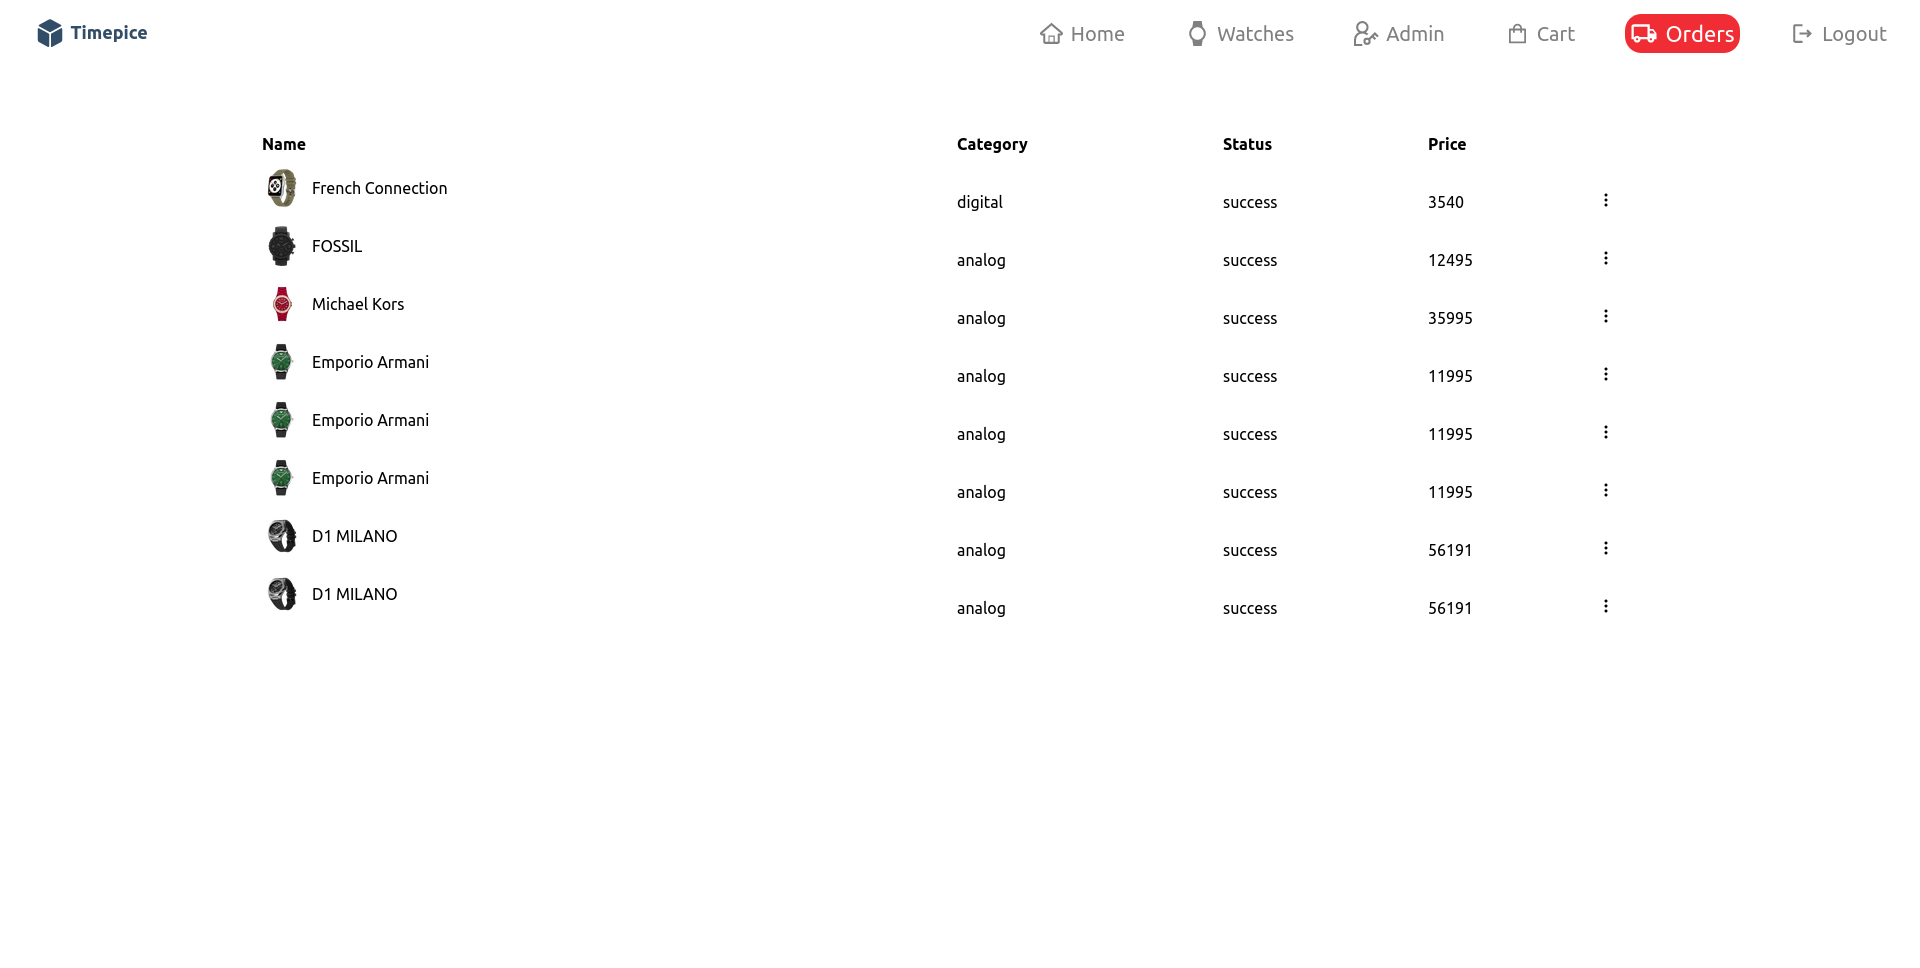 Timepice Home Watches Admin Cart Orders Logout
Name Category Status Price
French Connection digital success 3540
FOSSIL analog success 12495
Michael Kors analog success 35995
Emporio Armani analog success 11995
Emporio Armani analog success 11995
Emporio Armani analog success 11995
D1 MILANO analog success 56191
D1 MILANO analog success 56191